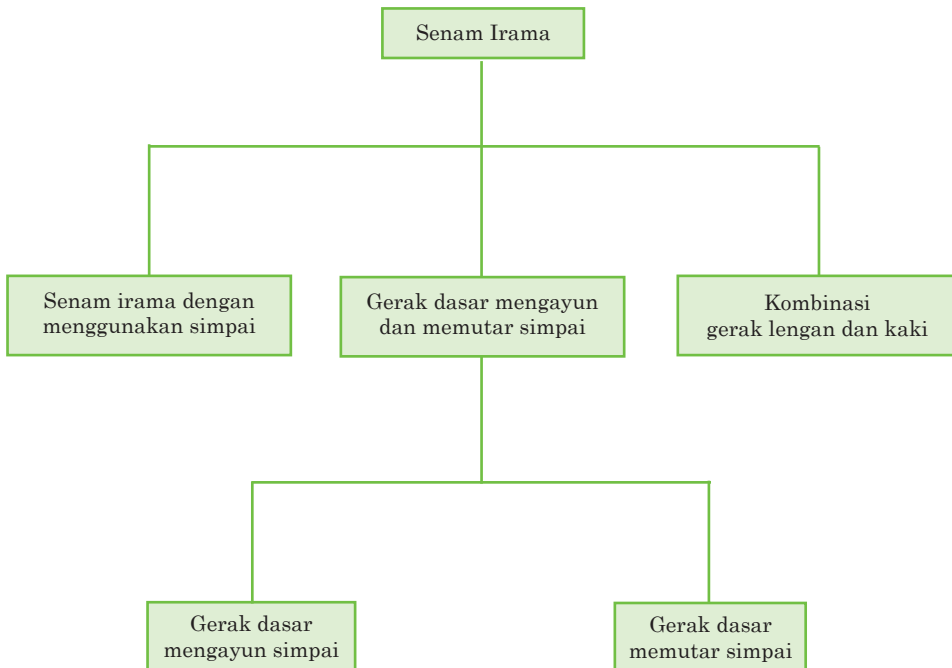 Senam Irama
Senam irama dengan
menggunakan simpai
Gerak dasar mengayun
dan memutar simpai
Kombinasi
gerak lengan dan kaki
Gerak dasar
mengayun simpai
Gerak dasar
memutar simpai